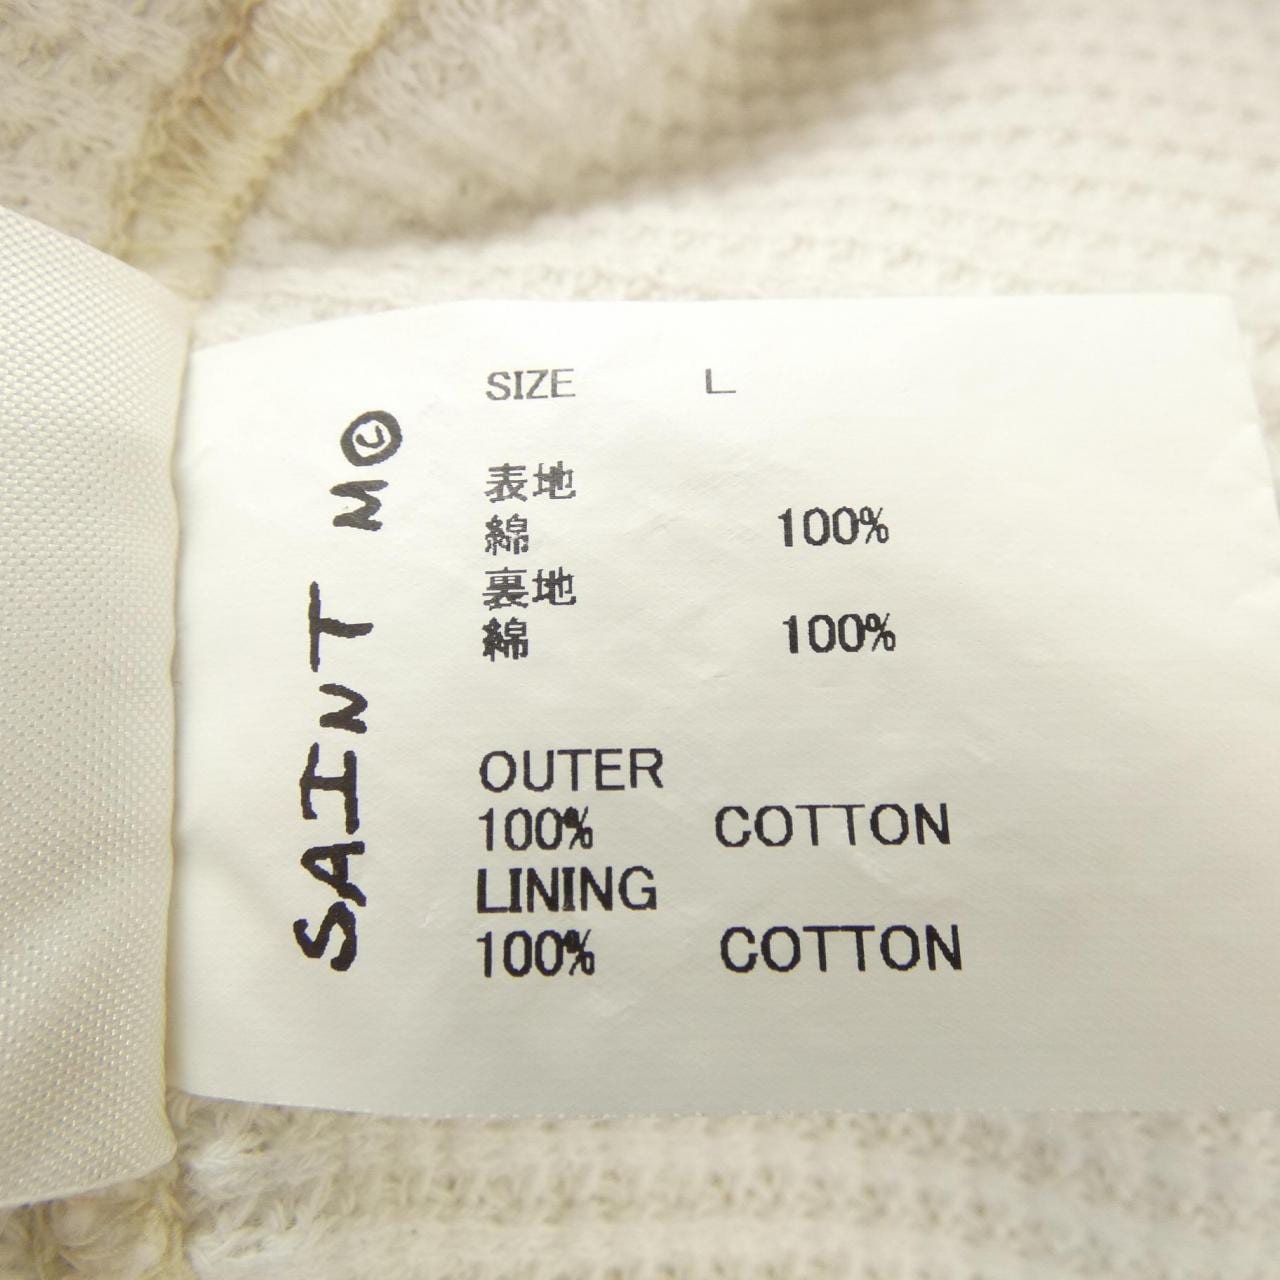 SAINT M©
SIZE L
表地
綿 100%
裏地
綿 100%
OUTER
100% COTTON
LINING
100% COTTON